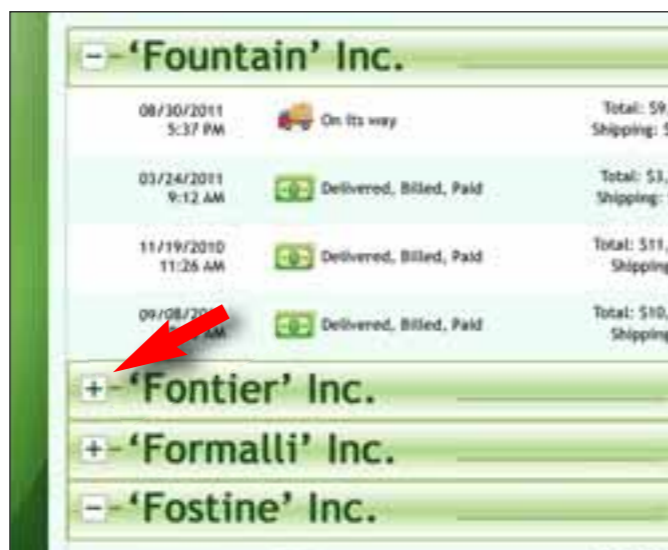 ‘Fountain’ Inc.
08/30/2011
5:37 PM
On its way
Total: $9,
Shipping: $
03/24/2011
9:12 AM
Delivered, Billed, Paid
Total: $3,
Shipping:
11/19/2010
11:26 AM
Delivered, Billed, Paid
Total: $11,
Shipping
AM
Delivered, Billed, Paid
Total: $10,
Shipping
‘Fontier’ Inc.
‘Formalli’ Inc.
‘Fostine’ Inc.